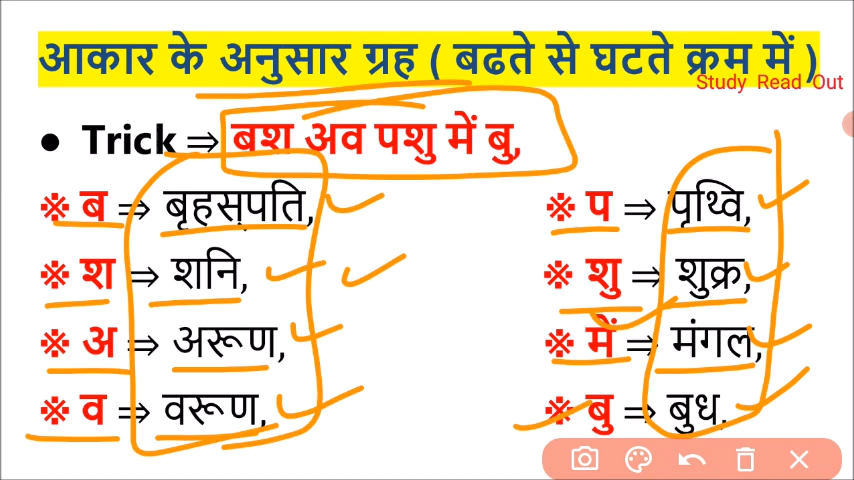 आकार के अनुसार ग्रह ( बढते से घटते क्रम में )
Study Read Out
● Trick ⇒ बश अव पशु में बु,
※ ब ⇒ बृहस्पति,
※ श ⇒ शनि,
※ अ ⇒ अरूण,
※ व ⇒ वरूण,
※ प ⇒ पृथ्वि,
※ शु ⇒ शुक्र,
※ में ⇒ मंगल,
※ बु ⇒ बुध,